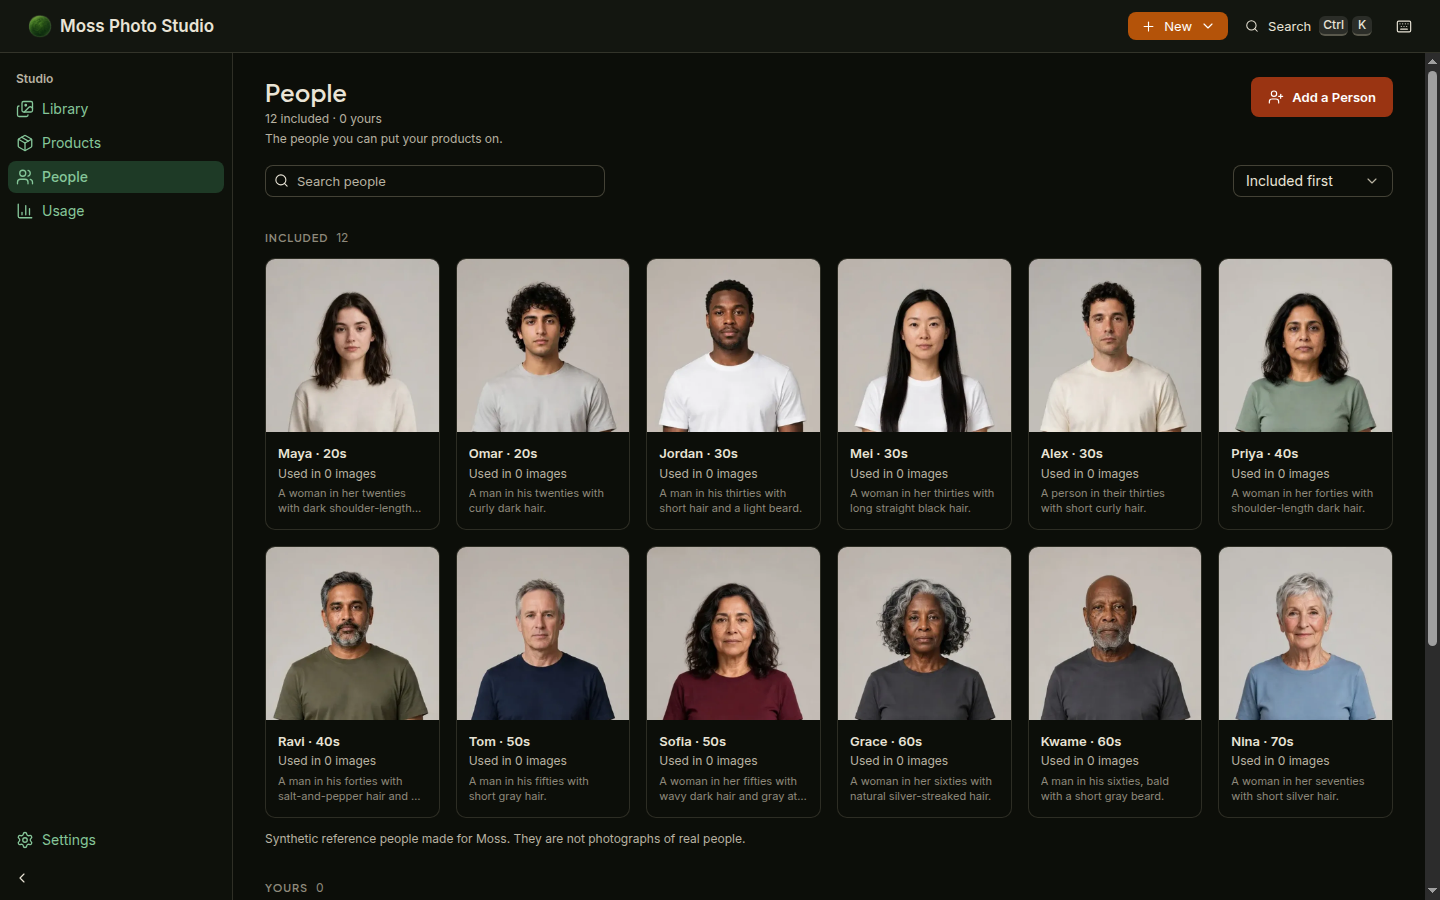 Moss Photo Studio
New
Search Ctrl K
Studio
Library
Products
People
Usage
Settings
People
12 included · 0 yours
The people you can put your products on.
Add a Person
Search people
Included first
INCLUDED 12
Maya · 20s
Used in 0 images
A woman in her twenties
with dark shoulder-length...
Omar · 20s
Used in 0 images
A man in his twenties with
curly dark hair.
Jordan · 30s
Used in 0 images
A man in his thirties with
short hair and a light beard.
Mei · 30s
Used in 0 images
A woman in her thirties with
long straight black hair.
Alex · 30s
Used in 0 images
A person in their thirties
with short curly hair.
Priya · 40s
Used in 0 images
A woman in her forties with
shoulder-length dark hair.
Ravi · 40s
Used in 0 images
A man in his forties with
salt-and-pepper hair and ...
Tom · 50s
Used in 0 images
A man in his fifties with
short gray hair.
Sofia · 50s
Used in 0 images
A woman in her fifties with
wavy dark hair and gray at...
Grace · 60s
Used in 0 images
A woman in her sixties with
natural silver-streaked hair.
Kwame · 60s
Used in 0 images
A man in his sixties, bald
with a short gray beard.
Nina · 70s
Used in 0 images
A woman in her seventies
with short silver hair.
Synthetic reference people made for Moss. They are not photographs of real people.
YOURS 0